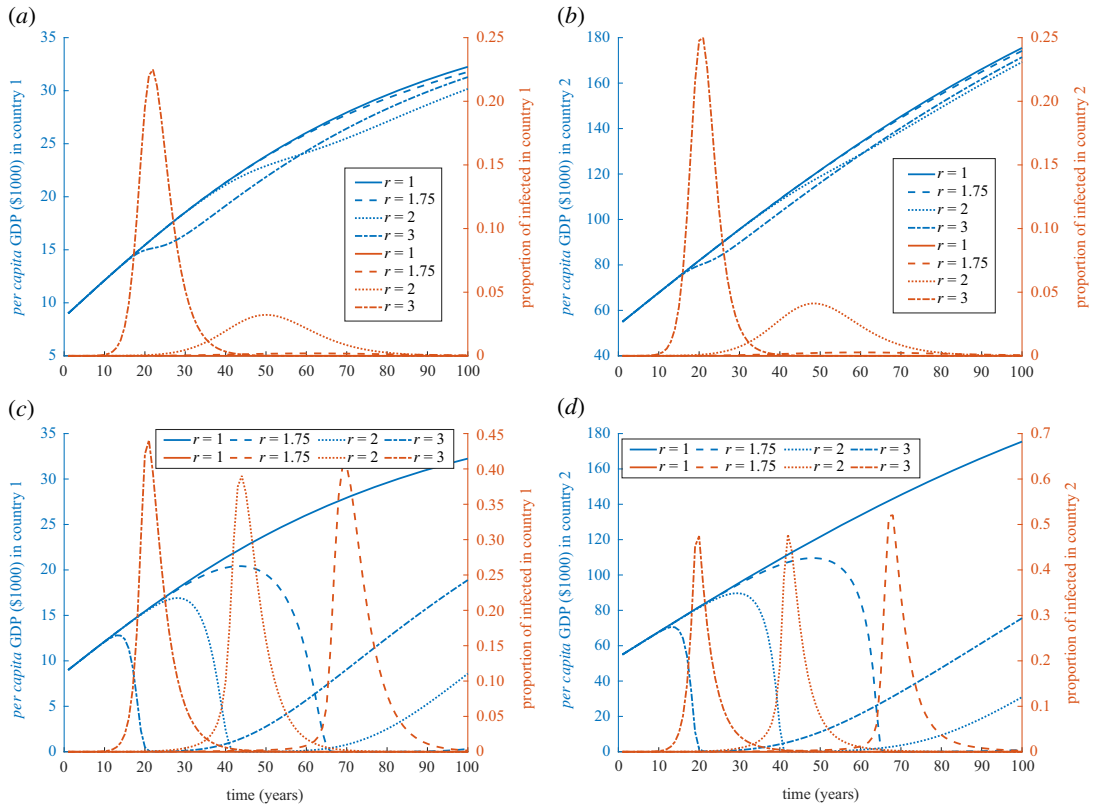 (a)
35
30
25
20
15
10
5
per capita GDP ($1000) in country 1
0.25
0.20
0.15
0.10
0.05
0
proportion of infected in country 1
r = 1
r = 1.75
r = 2
r = 3
r = 1
r = 1.75
r = 2
r = 3
0 10 20 30 40 50 60 70 80 90 100
(b)
180
160
140
120
100
80
60
40
per capita GDP ($1000) in country 2
0.25
0.20
0.15
0.10
0.05
0
proportion of infected in country 2
r = 1
r = 1.75
r = 2
r = 3
r = 1
r = 1.75
r = 2
r = 3
0 10 20 30 40 50 60 70 80 90 100
(c)
35
30
25
20
15
10
5
0
per capita GDP ($1000) in country 1
r = 1 r = 1.75 r = 2 r = 3
r = 1 r = 1.75 r = 2 r = 3
0.45
0.40
0.35
0.30
0.25
0.20
0.15
0.10
0.05
0
proportion of infected in country 1
0 10 20 30 40 50 60 70 80 90 100
time (years)
(d)
180
160
140
120
100
80
60
40
20
0
per capita GDP ($1000) in country 2
r = 1 r = 1.75 r = 2 r = 3
r = 1 r = 1.75 r = 2 r = 3
0.7
0.6
0.5
0.4
0.3
0.2
0.1
0
proportion of infected in country 2
0 10 20 30 40 50 60 70 80 90 100
time (years)